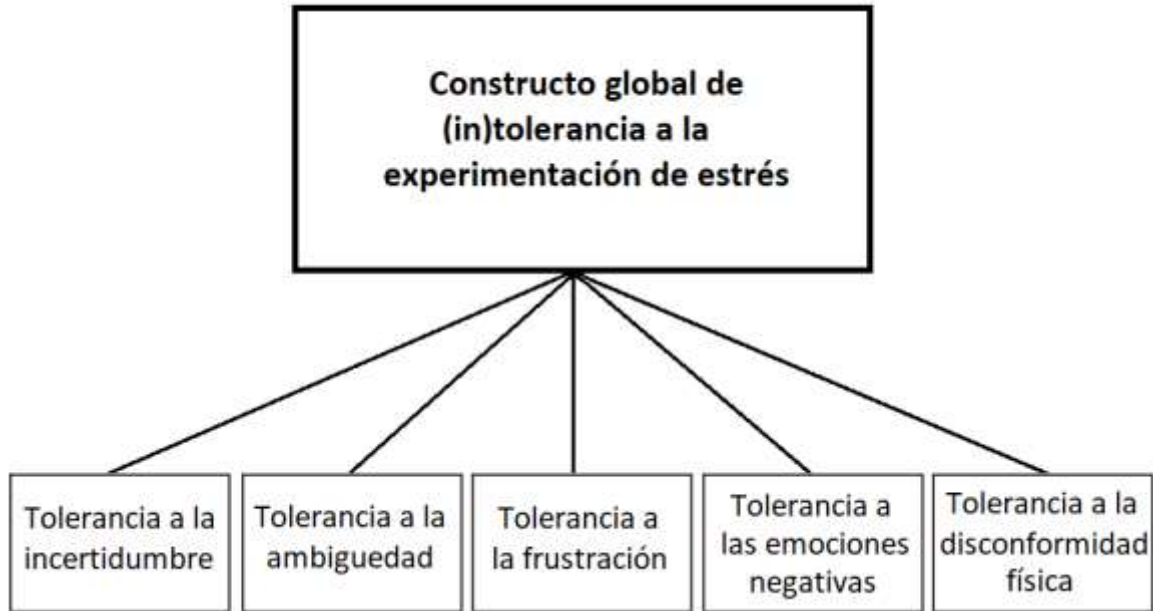 Constructo global de
(in)tolerancia a la
experimentación de estrés
Tolerancia a la
incertidumbre
Tolerancia a la
ambiguedad
Tolerancia a
la frustración
Tolerancia a
las emociones
negativas
Tolerancia a la
disconformidad
física